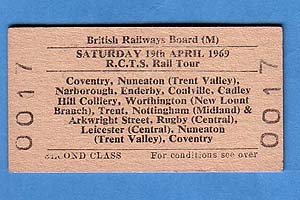 British Railways Board (M)
SATURDAY 19th APRIL 1969
R.C.T.S. Rail Tour
Coventry, Nuneaton (Trent Valley),
Narborough, Enderby, Coalville, Cadley
Hill Colliery, Worthington (New Lount
Branch), Trent, Nottingham (Midland) &
Arkwright Street, Rugby (Central),
Leicester (Central), Nuneaton
(Trent Valley), Coventry
SECOND CLASS For conditions see over
0017
0017